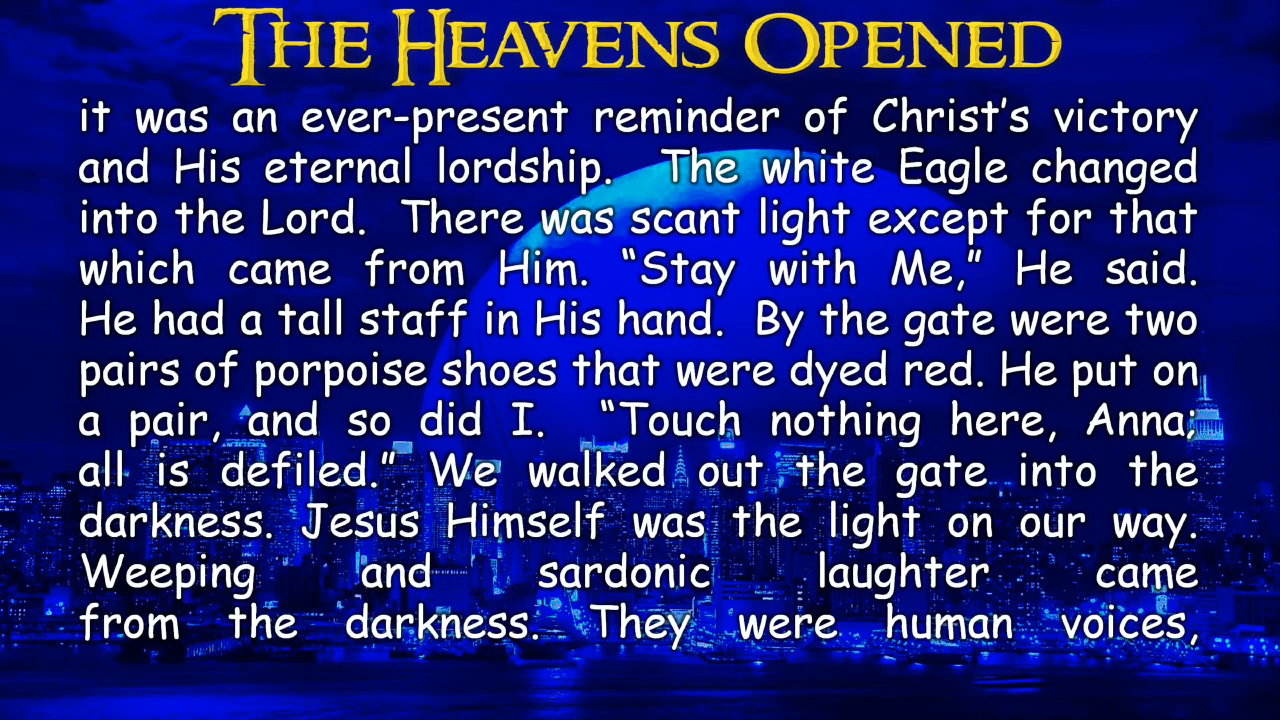 THE HEAVENS OPENED
it was an ever-present reminder of Christ’s victory
and His eternal lordship. The white Eagle changed
into the Lord. There was scant light except for that
which came from Him. “Stay with Me,” He said.
He had a tall staff in His hand. By the gate were two
pairs of porpoise shoes that were dyed red. He put on
a pair, and so did I. “Touch nothing here, Anna;
all is defiled.” We walked out the gate into the
darkness. Jesus Himself was the light on our way.
Weeping and sardonic laughter came
from the darkness. They were human voices,